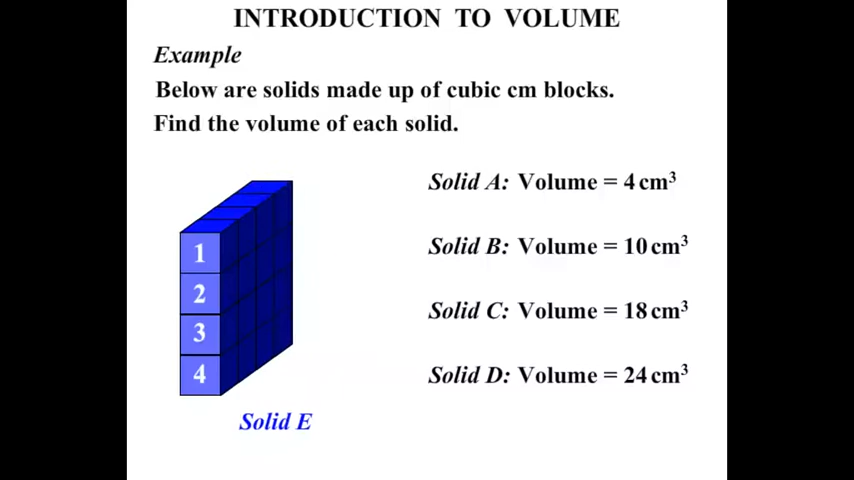 INTRODUCTION TO VOLUME
Example
Below are solids made up of cubic cm blocks.
Find the volume of each solid.
Solid A: Volume = 4 cm³
Solid B: Volume = 10 cm³
Solid C: Volume = 18 cm³
Solid D: Volume = 24 cm³
1
2
3
4
Solid E